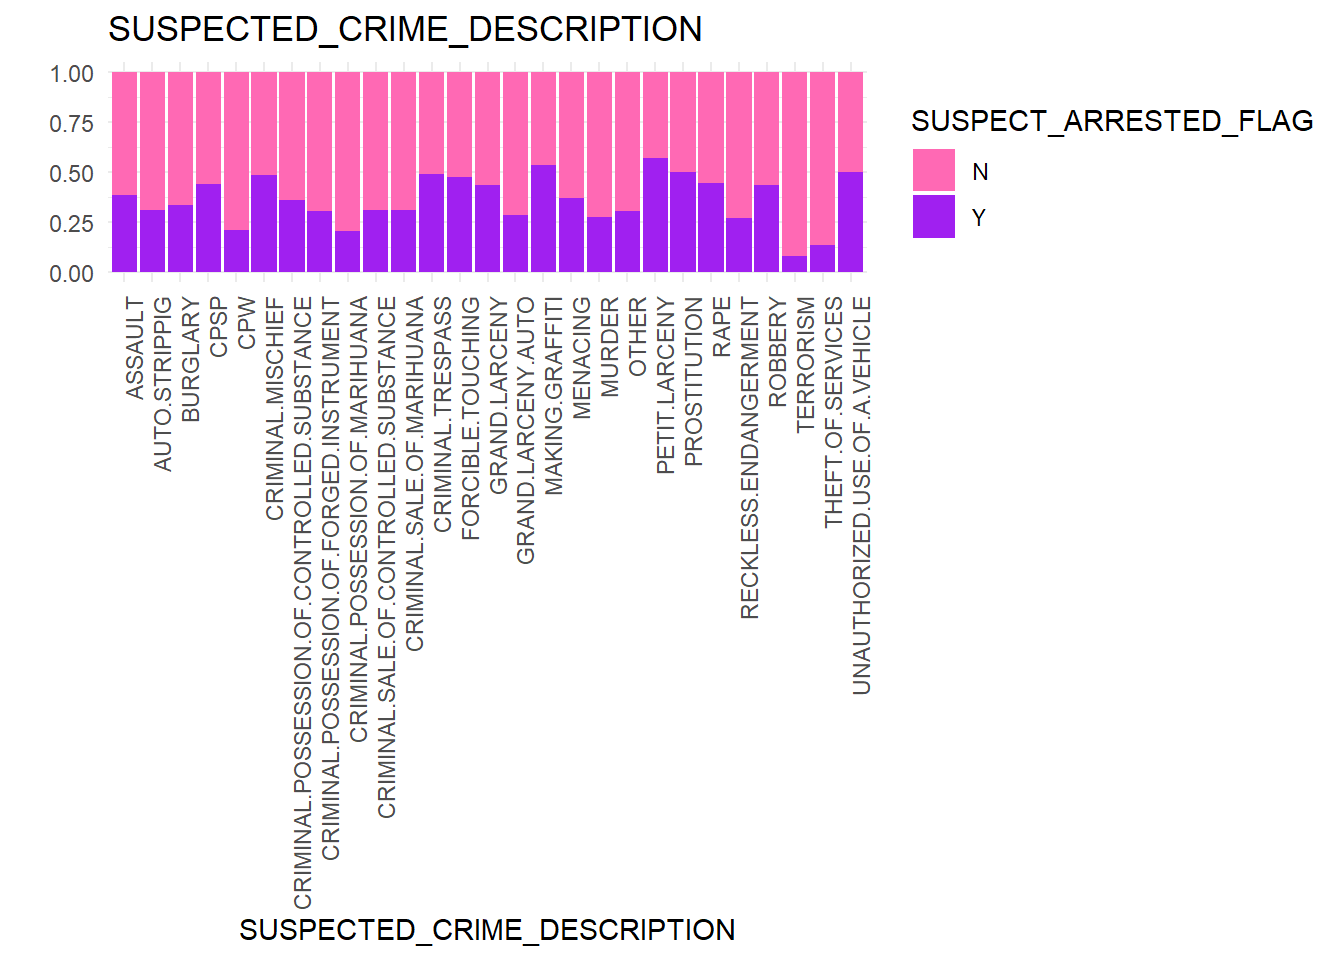 SUSPECTED_CRIME_DESCRIPTION
1.00
0.75
0.50
0.25
0.00
SUSPECT_ARRESTED_FLAG
N
Y
ASSAULT
AUTO.STRIPPIG
BURGLARY
CPSP
CPW
CRIMINAL.MISCHIEF
CRIMINAL.POSSESSION.OF.CONTROLLED.SUBSTANCE
CRIMINAL.POSSESSION.OF.FORGED.INSTRUMENT
CRIMINAL.POSSESSION.OF.MARIHUANA
CRIMINAL.SALE.OF.CONTROLLED.SUBSTANCE
CRIMINAL.SALE.OF.MARIHUANA
CRIMINAL.TRESPASS
FORCIBLE.TOUCHING
GRAND.LARCENY
GRAND.LARCENY.AUTO
MAKING.GRAFFITI
MENACING
MURDER
OTHER
PETIT.LARCENY
PROSTITUTION
RAPE
RECKLESS.ENDANGERMENT
ROBBERY
TERRORISM
THEFT.OF.SERVICES
UNAUTHORIZED.USE.OF.A.VEHICLE
SUSPECTED_CRIME_DESCRIPTION